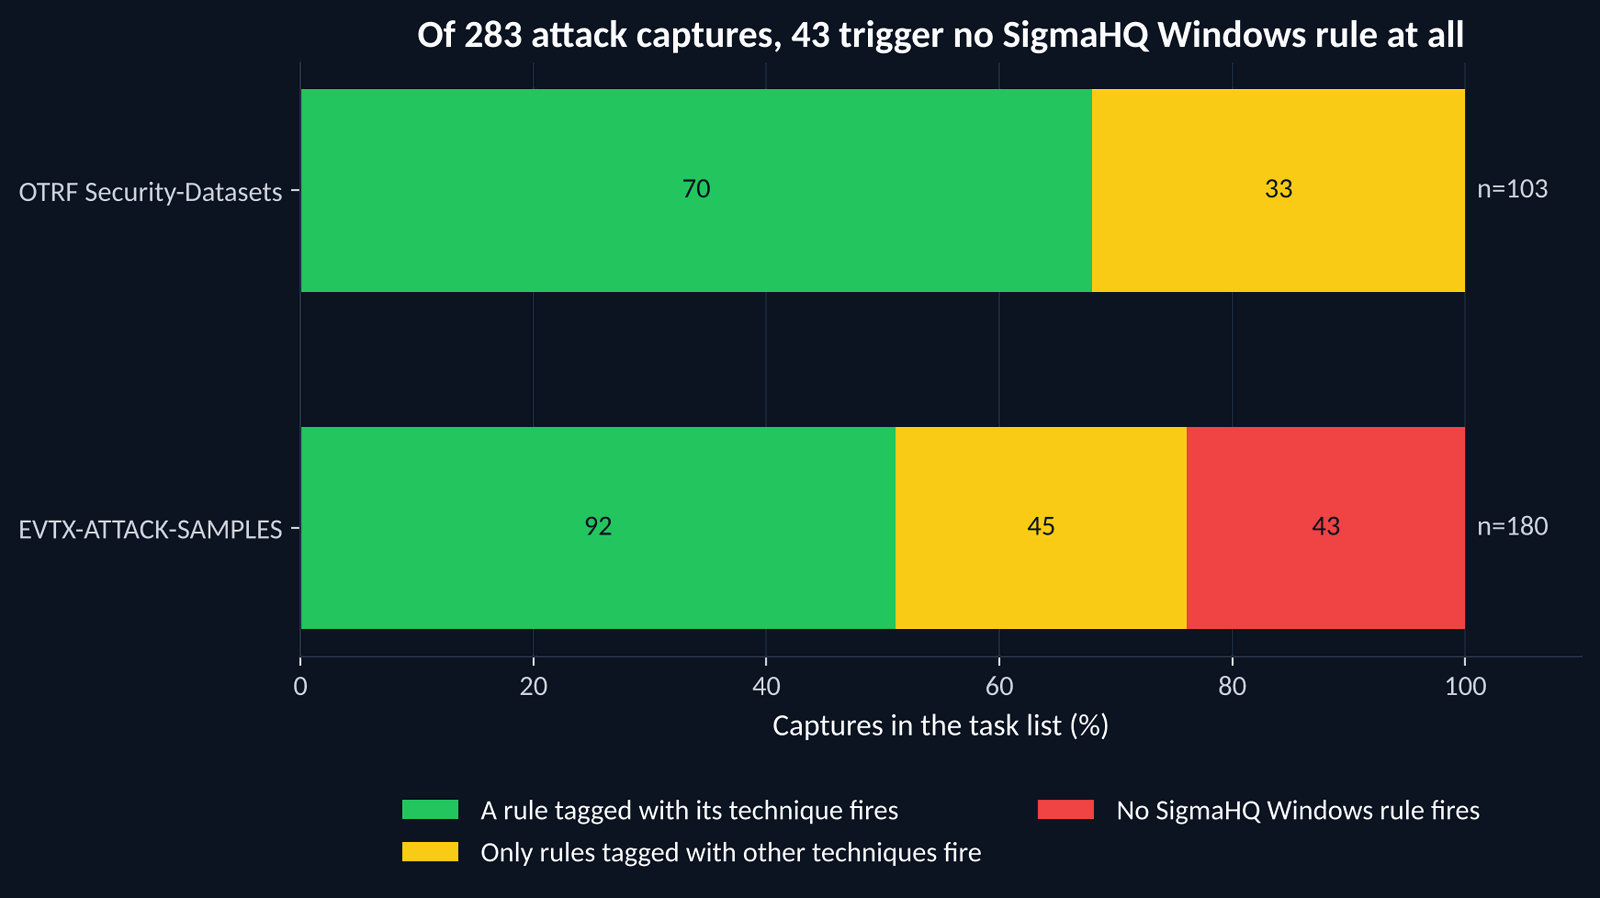 Of 283 attack captures, 43 trigger no SigmaHQ Windows rule at all
OTRF Security-Datasets
70
33
n=103
EVTX-ATTACK-SAMPLES
92
45
43
n=180
0
20
40
60
80
100
Captures in the task list (%)
A rule tagged with its technique fires
No SigmaHQ Windows rule fires
Only rules tagged with other techniques fire